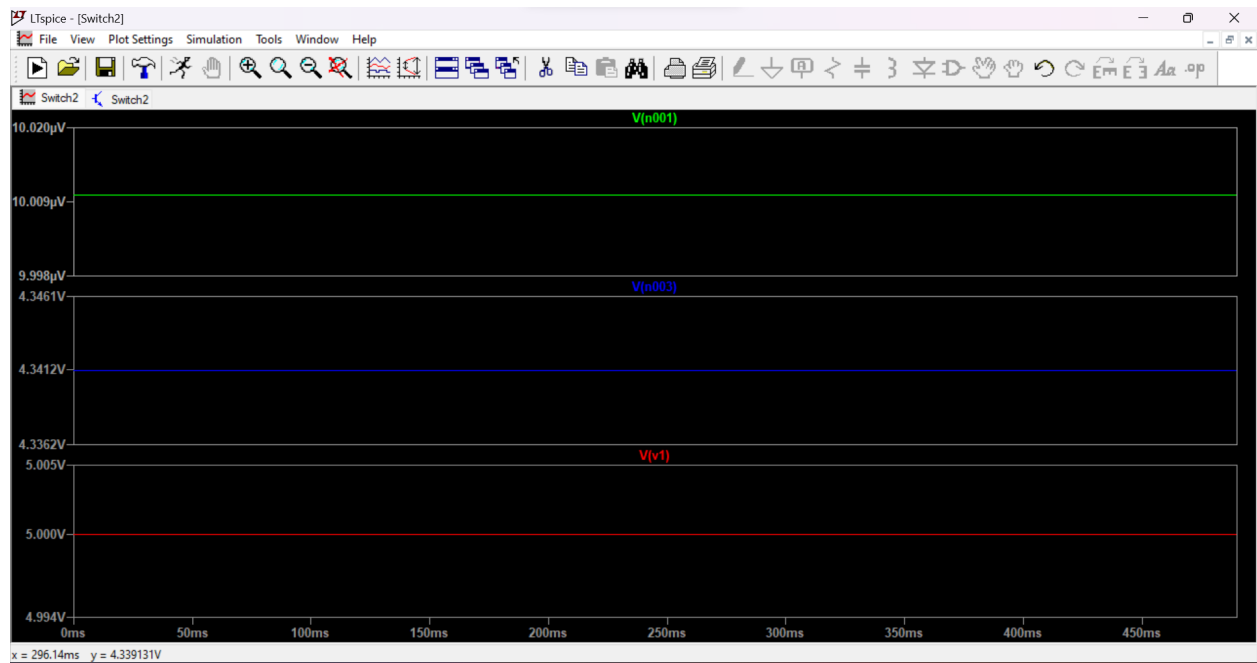 LTspice - [Switch2]
File View Plot Settings Simulation Tools Window Help
Switch2 Switch2
V(n001)
10.020µV
10.009µV
9.998µV
V(n003)
4.3461V
4.3412V
4.3362V
V(v1)
5.005V
5.000V
4.994V
0ms 50ms 100ms 150ms 200ms 250ms 300ms 350ms 400ms 450ms
x = 296.14ms y = 4.339131V